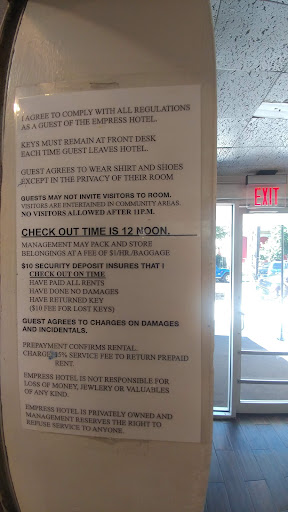 I AGREE TO COMPLY WITH ALL REGULATIONS
AS A GUEST OF THE EMPRESS HOTEL.
KEYS MUST REMAIN AT FRONT DESK
EACH TIME GUEST LEAVES HOTEL.
GUEST AGREES TO WEAR SHIRT AND SHOES
EXCEPT IN THE PRIVACY OF THEIR ROOM
GUESTS MAY NOT INVITE VISITORS TO ROOM.
VISITORS ARE ENTERTAINED IN COMMUNITY AREAS.
NO VISITORS ALLOWED AFTER 11P.M.
CHECK OUT TIME IS 12 NOON.
MANAGEMENT MAY PACK AND STORE
BELONGINGS AT A FEE OF $1/HR./BAGGAGE
$10 SECURITY DEPOSIT INSURES THAT I
CHECK OUT ON TIME
HAVE PAID ALL RENTS
HAVE DONE NO DAMAGES
HAVE RETURNED KEY
($10 FEE FOR LOST KEYS)
GUEST AGREES TO CHARGES ON DAMAGES
AND INCIDENTALS.
PREPAYMENT CONFIRMS RENTAL.
CHARGE 15% SERVICE FEE TO RETURN PREPAID
RENT.
EMPRESS HOTEL IS NOT RESPONSIBLE FOR
LOSS OF MONEY, JEWLERY OR VALUABLES
OF ANY KIND.
EMPRESS HOTEL IS PRIVATELY OWNED AND
MANAGEMENT RESERVES THE RIGHT TO
REFUSE SERVICE TO ANYONE.
EXIT